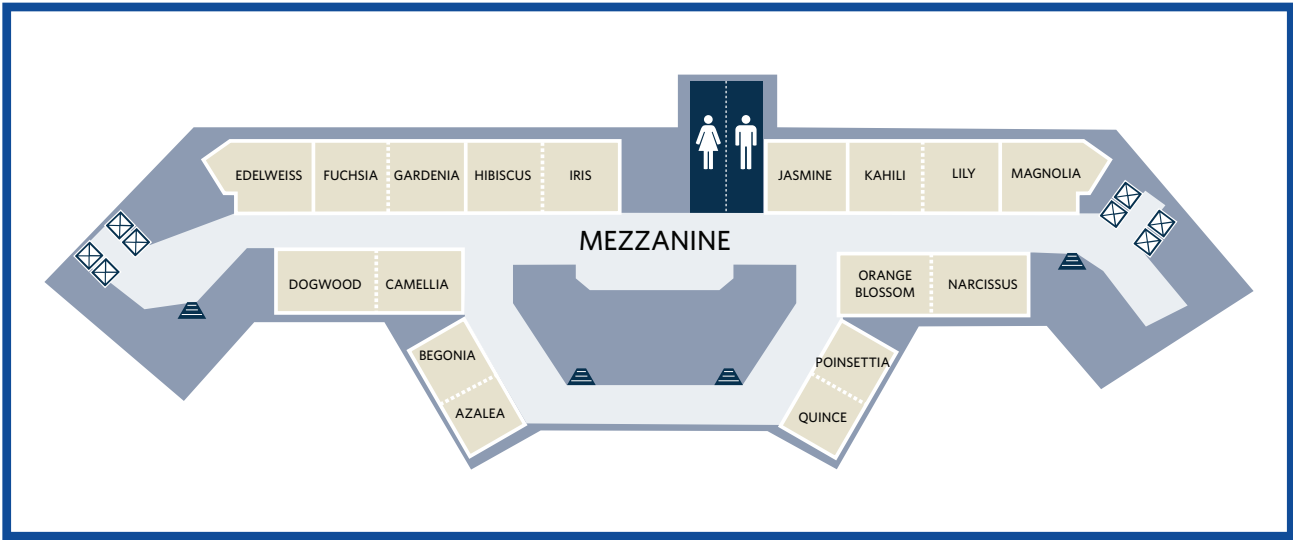 EDELWEISS
FUCHSIA
GARDENIA
HIBISCUS
IRIS
JASMINE
KAHILI
LILY
MAGNOLIA
MEZZANINE
DOGWOOD
CAMELLIA
ORANGE
BLOSSOM
NARCISSUS
BEGONIA
AZALEA
POINSETTIA
QUINCE